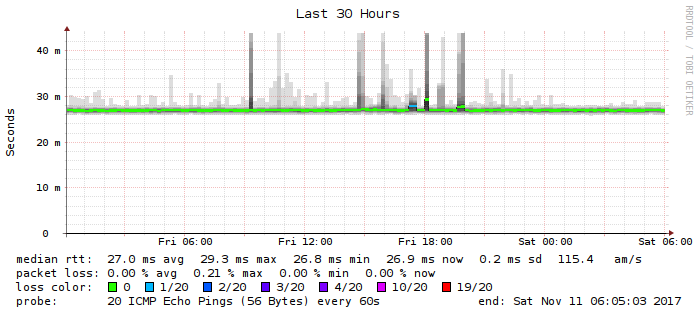 Last 30 Hours
RRDTOOL / TOBI OETIKER
Seconds
40 m
30 m
20 m
10 m
0
Fri 06:00 Fri 12:00 Fri 18:00 Sat 00:00 Sat 06:00
median rtt: 27.0 ms avg 29.3 ms max 26.8 ms min 26.9 ms now 0.2 ms sd 115.4 am/s
packet loss: 0.00 % avg 0.21 % max 0.00 % min 0.00 % now
loss color: 0 1/20 2/20 3/20 4/20 10/20 19/20
probe: 20 ICMP Echo Pings (56 Bytes) every 60s end: Sat Nov 11 06:05:03 2017